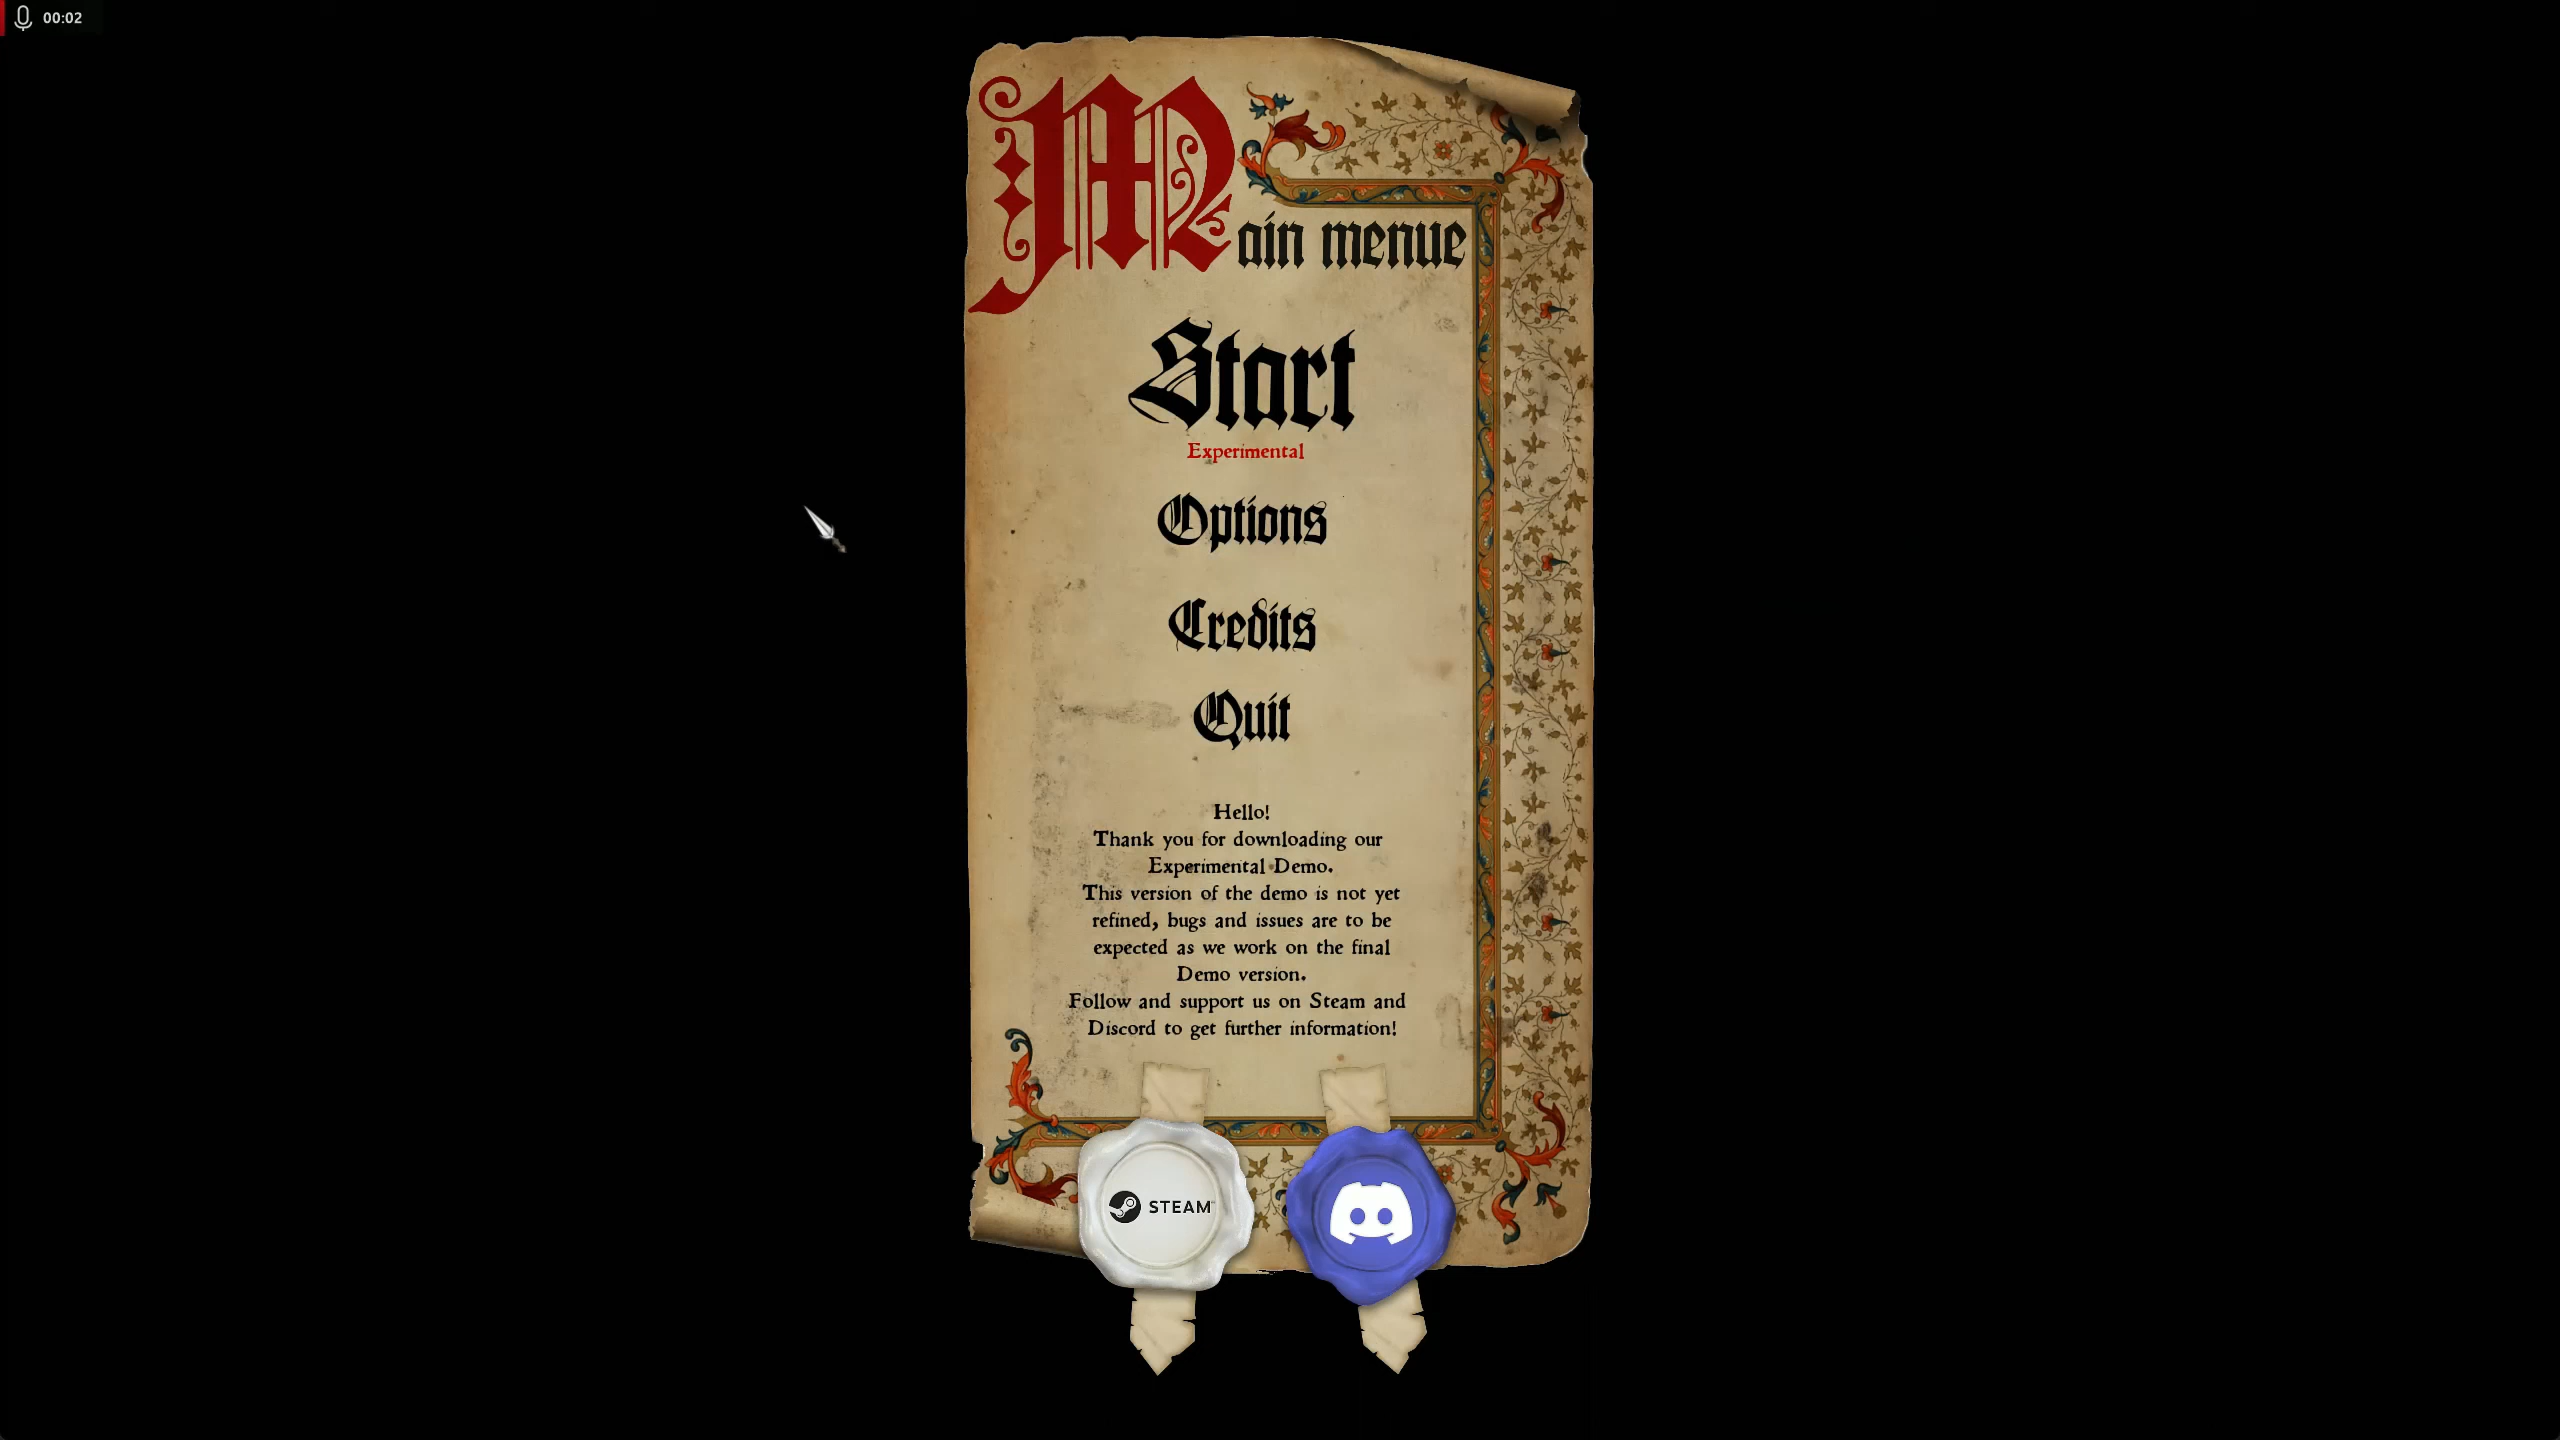 00:02
Main menue
Start
Experimental
Options
Credits
Quit
Hello!
Thank you for downloading our
Experimental Demo.
This version of the demo is not yet
refined, bugs and issues are to be
expected as we work on the final
Demo version.
Follow and support us on Steam and
Discord to get further information!
STEAM